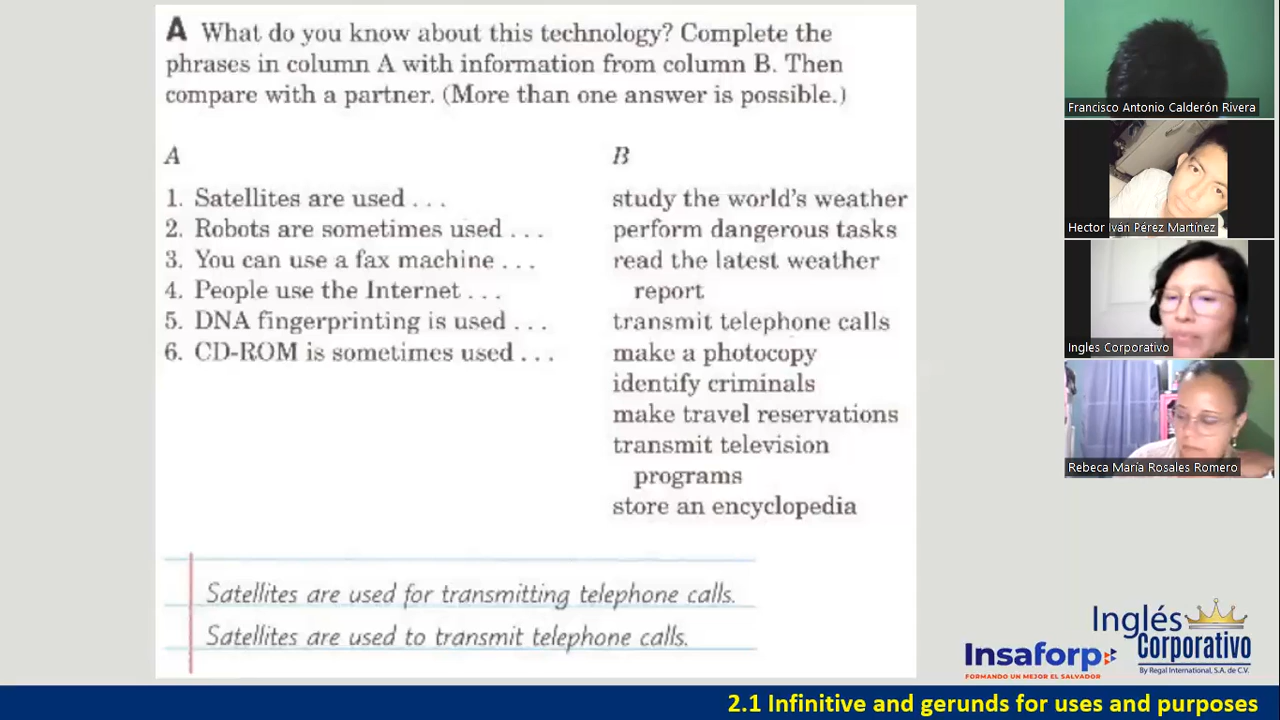 A What do you know about this technology? Complete the
phrases in column A with information from column B. Then
compare with a partner. (More than one answer is possible.)
A
1. Satellites are used . . .
2. Robots are sometimes used . . .
3. You can use a fax machine . . .
4. People use the Internet . . .
5. DNA fingerprinting is used . . .
6. CD-ROM is sometimes used . . .
B
study the world's weather
perform dangerous tasks
read the latest weather
report
transmit telephone calls
make a photocopy
identify criminals
make travel reservations
transmit television
programs
store an encyclopedia
Satellites are used for transmitting telephone calls.
Satellites are used to transmit telephone calls.
Francisco Antonio Calderón Rivera
Hector Iván Pérez Martínez
Ingles Corporativo
Rebeca María Rosales Romero
Insaforp
FORMANDO UN MEJOR EL SALVADOR
Inglés
Corporativo
By Regal International, S.A. de C.V.
2.1 Infinitive and gerunds for uses and purposes